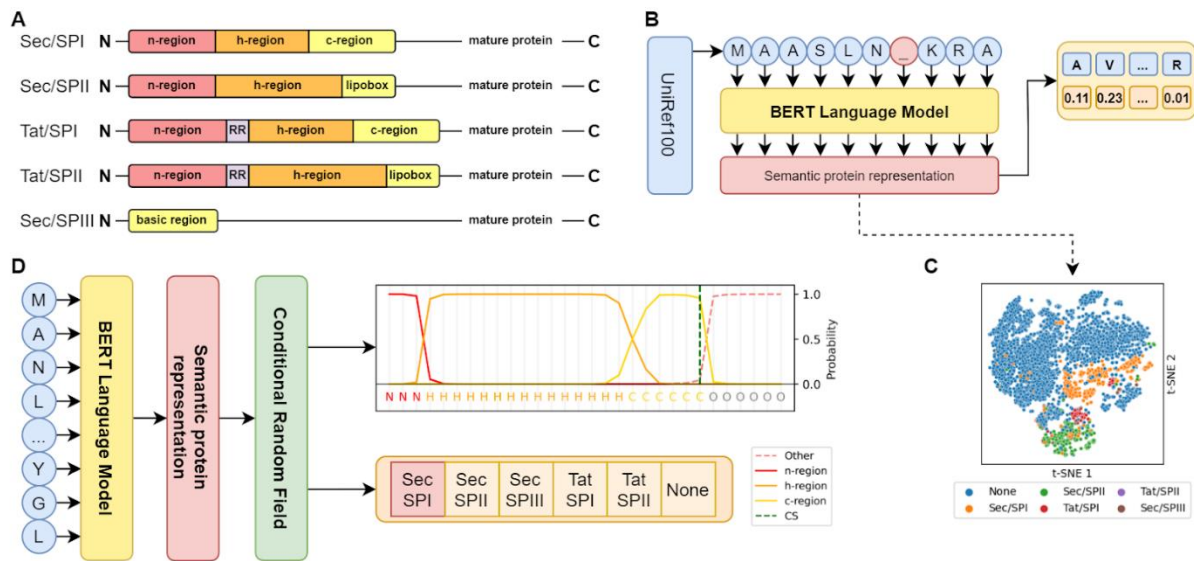 A
Sec/SPI N n-region h-region c-region mature protein C
Sec/SPII N n-region h-region lipobox mature protein C
Tat/SPI N n-region RR h-region c-region mature protein C
Tat/SPII N n-region RR h-region lipobox mature protein C
Sec/SPIII N basic region mature protein C
B
UniRef100
M A A S L N _ K R A
BERT Language Model
Semantic protein representation
A V ... R
0.11 0.23 ... 0.01
C
t-SNE 2
t-SNE 1
None Sec/SPII Tat/SPII
Sec/SPI Tat/SPI Sec/SPIII
D
M
A
N
L
...
Y
G
L
BERT Language Model
Semantic protein
representation
Conditional Random Field
1.0
0.5
0.0
Probability
N N N H H H H H H H H H H H H H H H C C C C C C O O O O O O
Other
n-region
h-region
c-region
CS
Sec Sec Sec Tat Tat None
SPI SPII SPIII SPI SPII